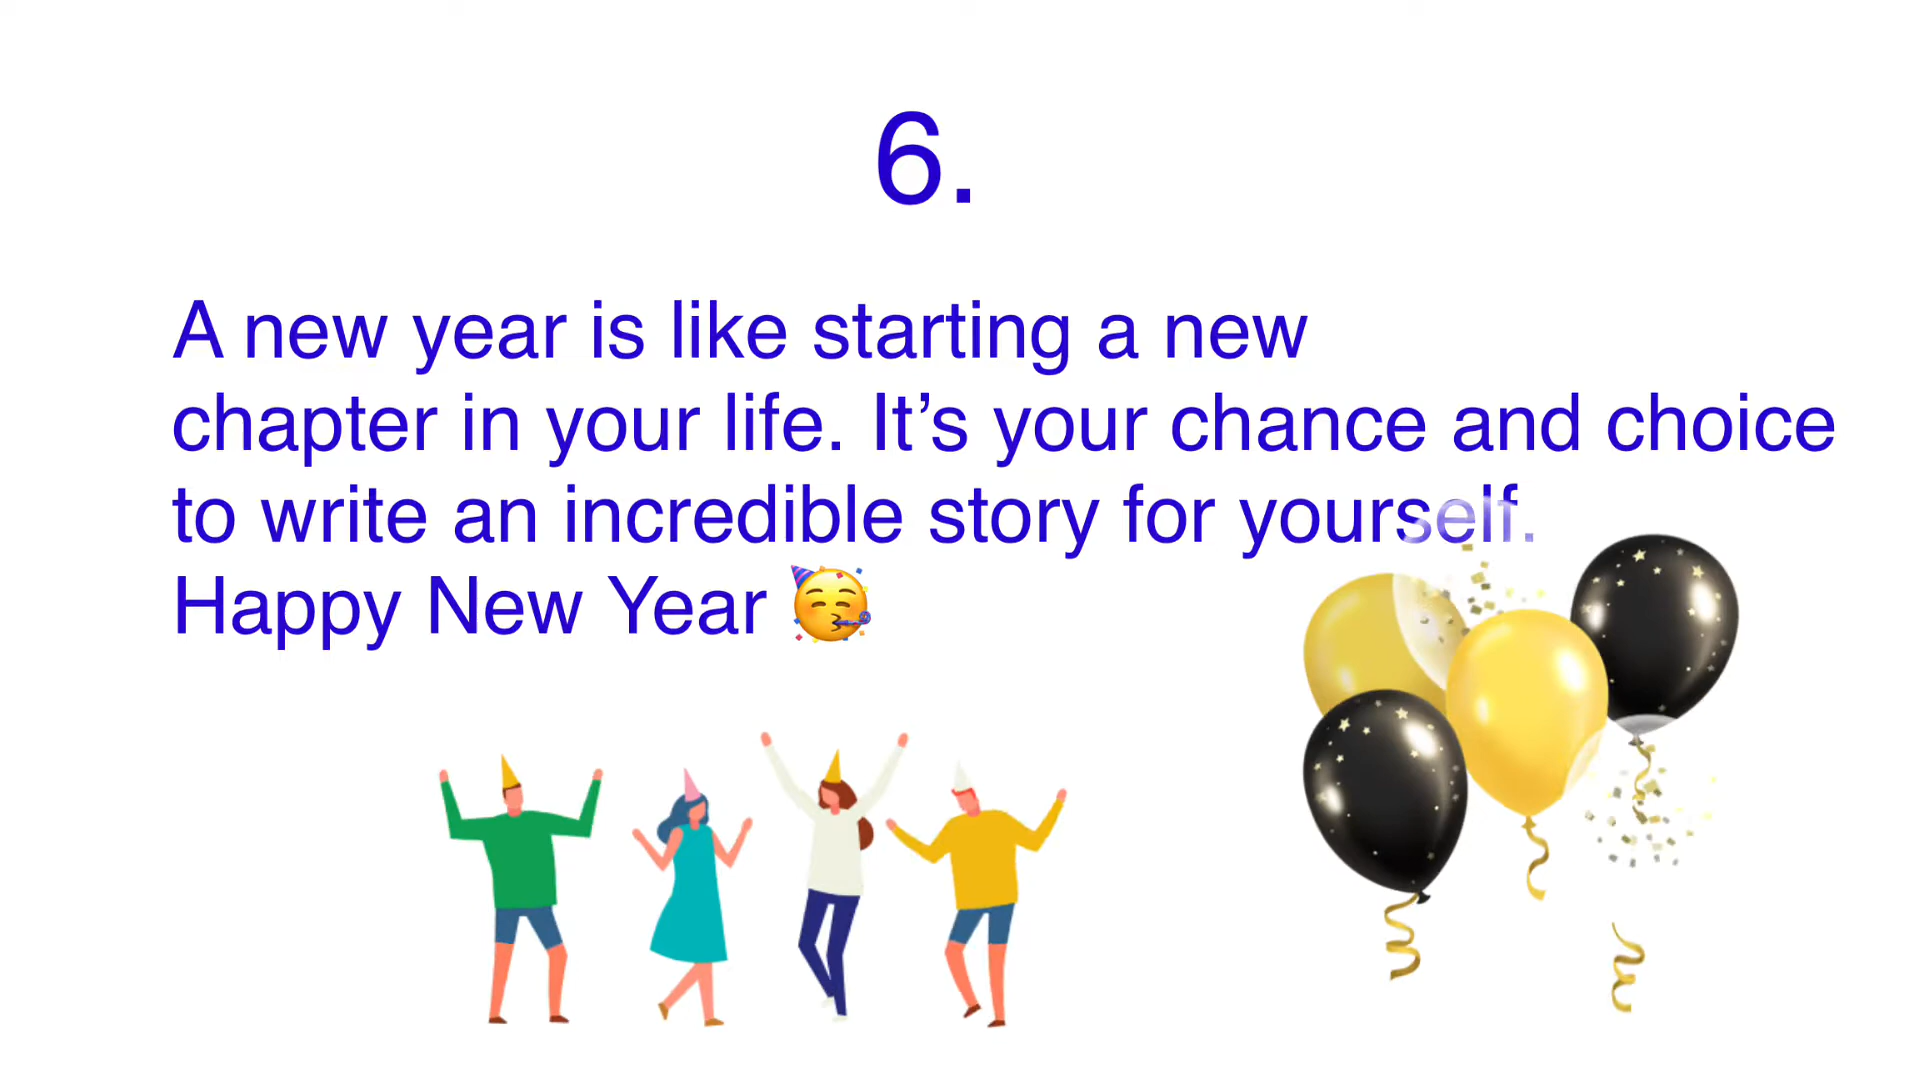 6.
A new year is like starting a new
chapter in your life. It’s your chance and choice
to write an incredible story for yourself.
Happy New Year 🥳